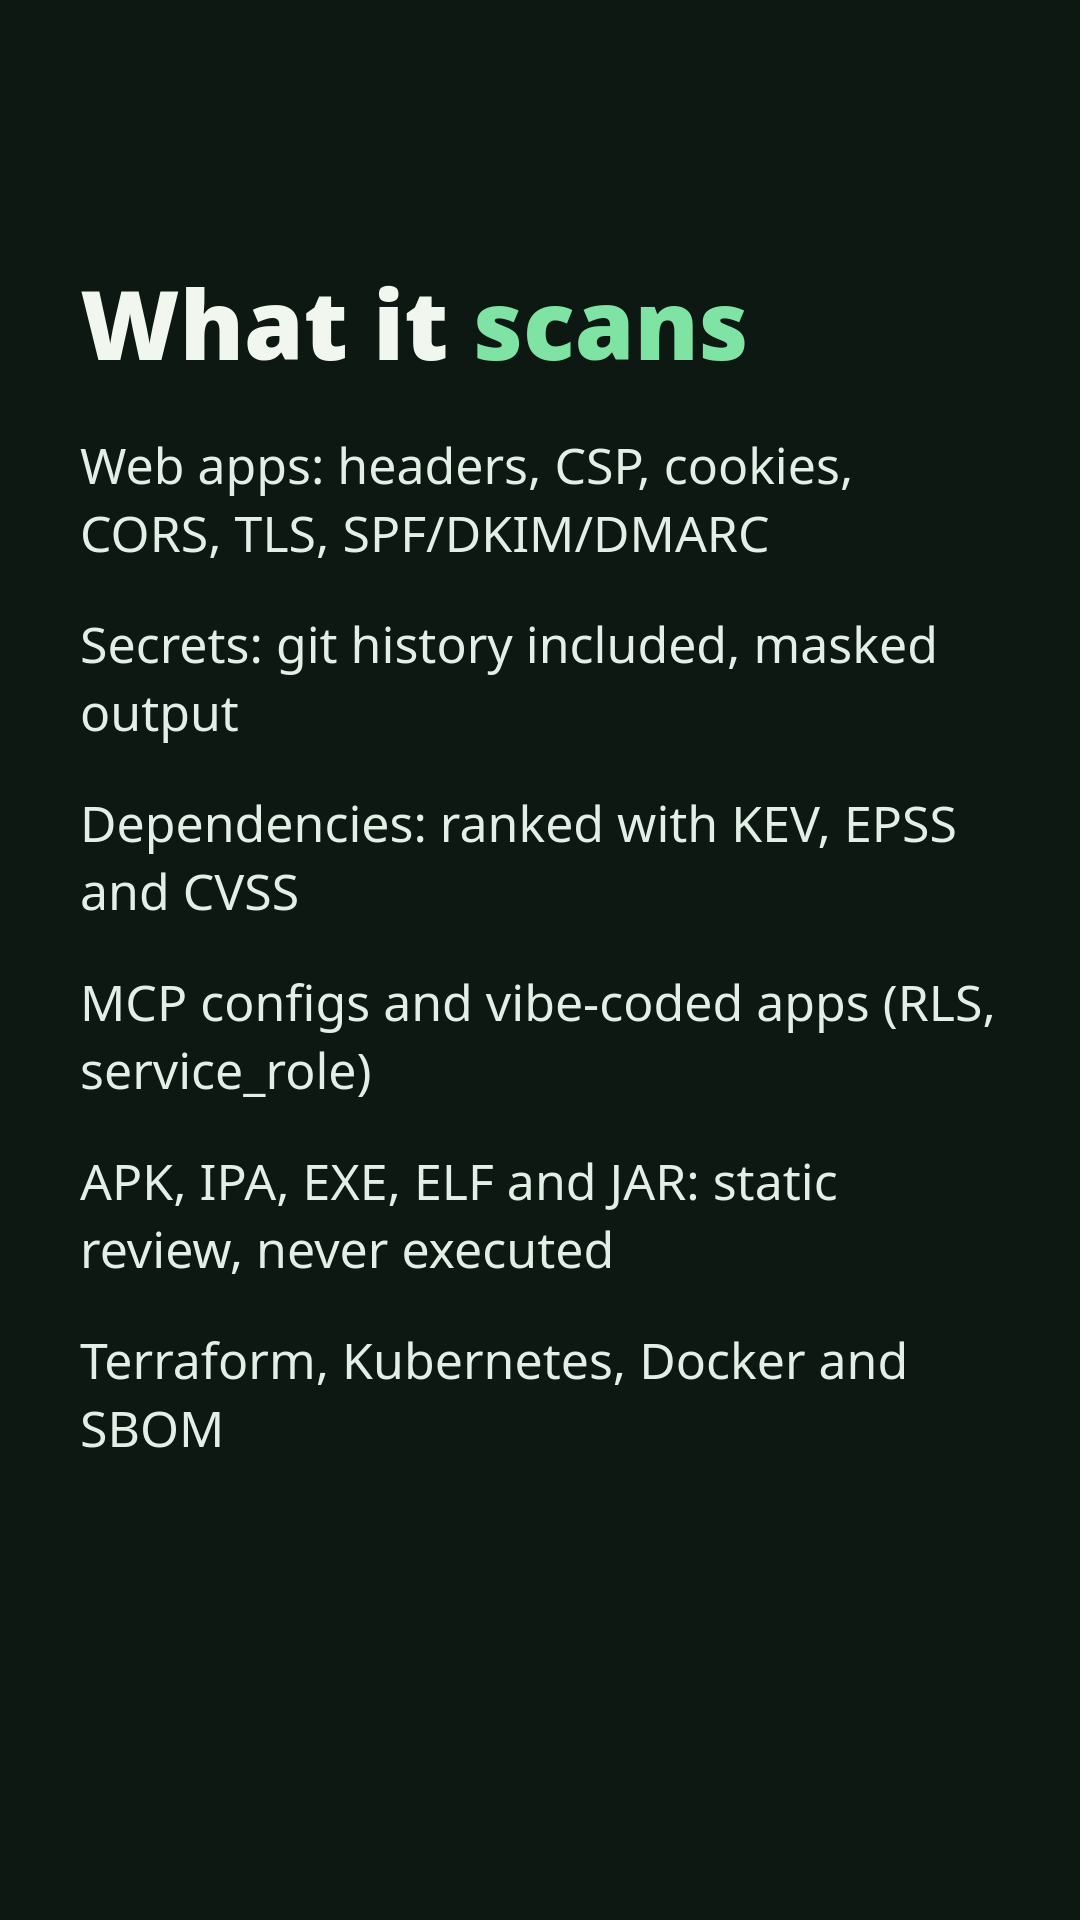 What it scans
Web apps: headers, CSP, cookies,
CORS, TLS, SPF/DKIM/DMARC
Secrets: git history included, masked
output
Dependencies: ranked with KEV, EPSS
and CVSS
MCP configs and vibe-coded apps (RLS,
service_role)
APK, IPA, EXE, ELF and JAR: static
review, never executed
Terraform, Kubernetes, Docker and
SBOM